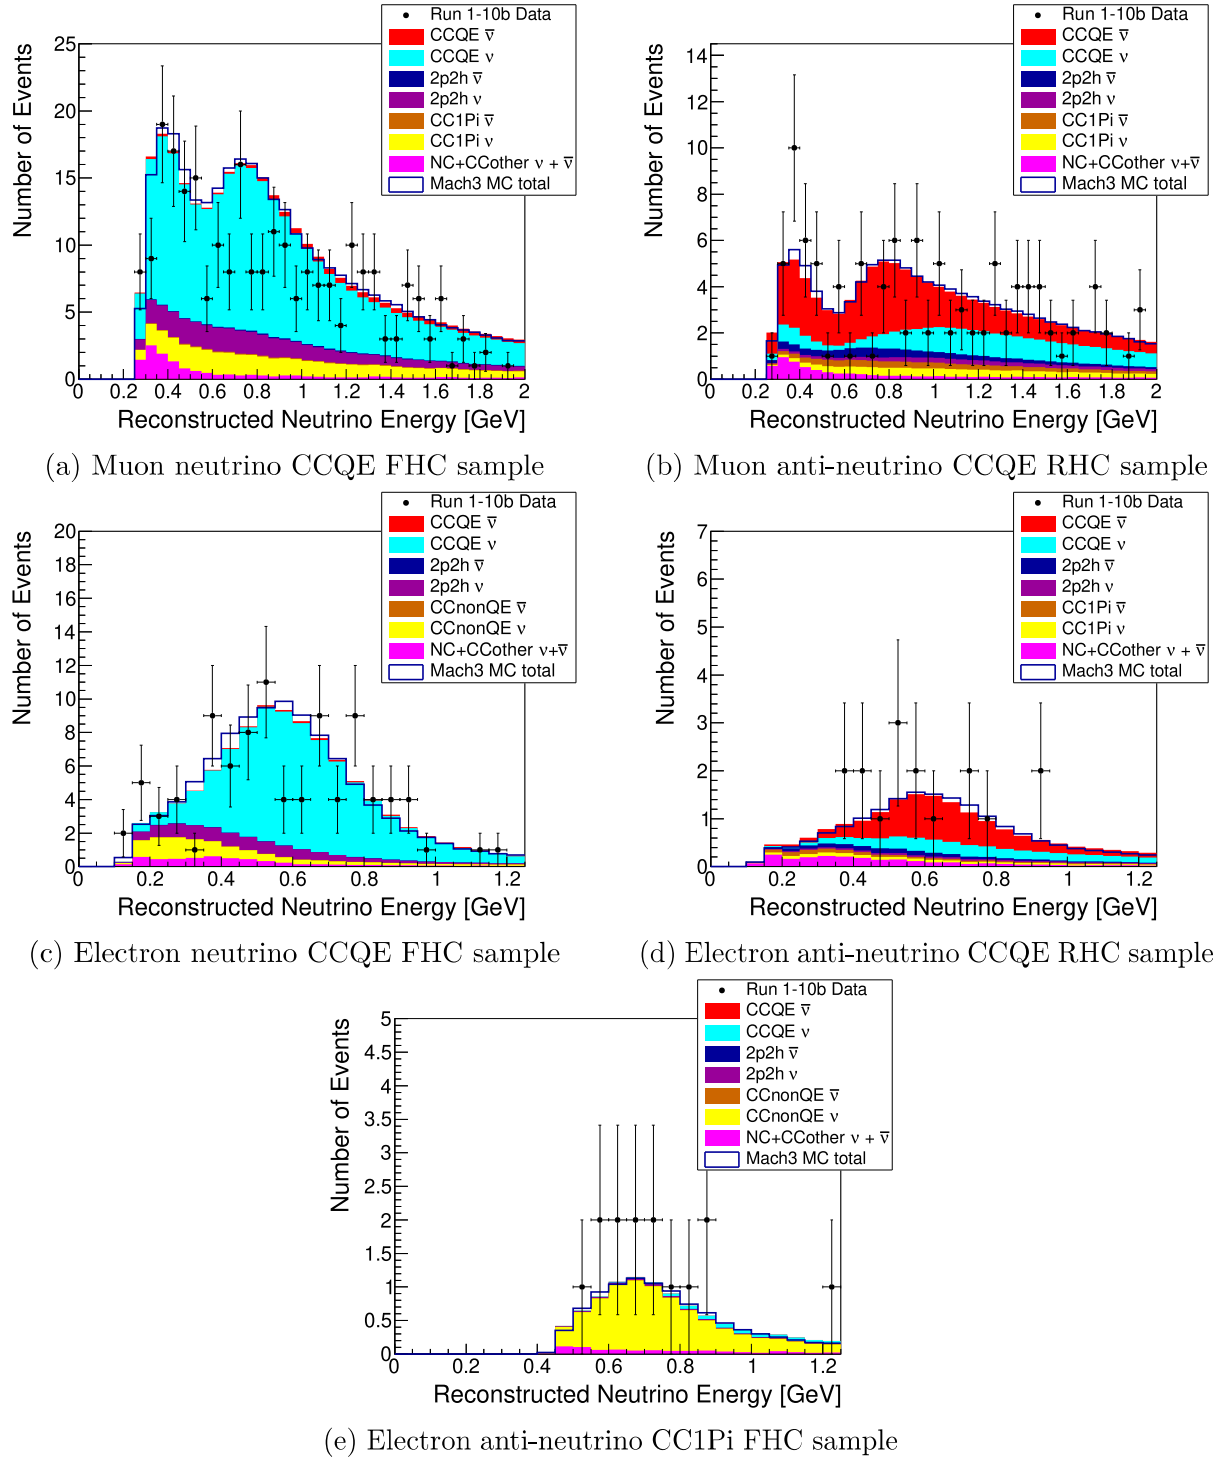 Run 1-10b Data
CCQE ν̅
CCQE ν
2p2h ν̅
2p2h ν
CC1Pi ν̅
CC1Pi ν
NC+CCother ν + ν̅
Mach3 MC total
Number of Events
25
20
15
10
5
0
0 0.2 0.4 0.6 0.8 1 1.2 1.4 1.6 1.8 2
Reconstructed Neutrino Energy [GeV]
(a) Muon neutrino CCQE FHC sample
Run 1-10b Data
CCQE ν̅
CCQE ν
2p2h ν̅
2p2h ν
CC1Pi ν̅
CC1Pi ν
NC+CCother ν+ν̅
Mach3 MC total
Number of Events
14
12
10
8
6
4
2
0
0 0.2 0.4 0.6 0.8 1 1.2 1.4 1.6 1.8 2
Reconstructed Neutrino Energy [GeV]
(b) Muon anti-neutrino CCQE RHC sample
Run 1-10b Data
CCQE ν̅
CCQE ν
2p2h ν̅
2p2h ν
CCnonQE ν̅
CCnonQE ν
NC+CCother ν+ν̅
Mach3 MC total
Number of Events
20
18
16
14
12
10
8
6
4
2
0
0 0.2 0.4 0.6 0.8 1 1.2
Reconstructed Neutrino Energy [GeV]
(c) Electron neutrino CCQE FHC sample
Run 1-10b Data
CCQE ν̅
CCQE ν
2p2h ν̅
2p2h ν
CC1Pi ν̅
CC1Pi ν
NC+CCother ν + ν̅
Mach3 MC total
Number of Events
7
6
5
4
3
2
1
0
0 0.2 0.4 0.6 0.8 1 1.2
Reconstructed Neutrino Energy [GeV]
(d) Electron anti-neutrino CCQE RHC sample
Run 1-10b Data
CCQE ν̅
CCQE ν
2p2h ν̅
2p2h ν
CCnonQE ν̅
CCnonQE ν
NC+CCother ν + ν̅
Mach3 MC total
Number of Events
5
4.5
4
3.5
3
2.5
2
1.5
1
0.5
0
0 0.2 0.4 0.6 0.8 1 1.2
Reconstructed Neutrino Energy [GeV]
(e) Electron anti-neutrino CC1Pi FHC sample